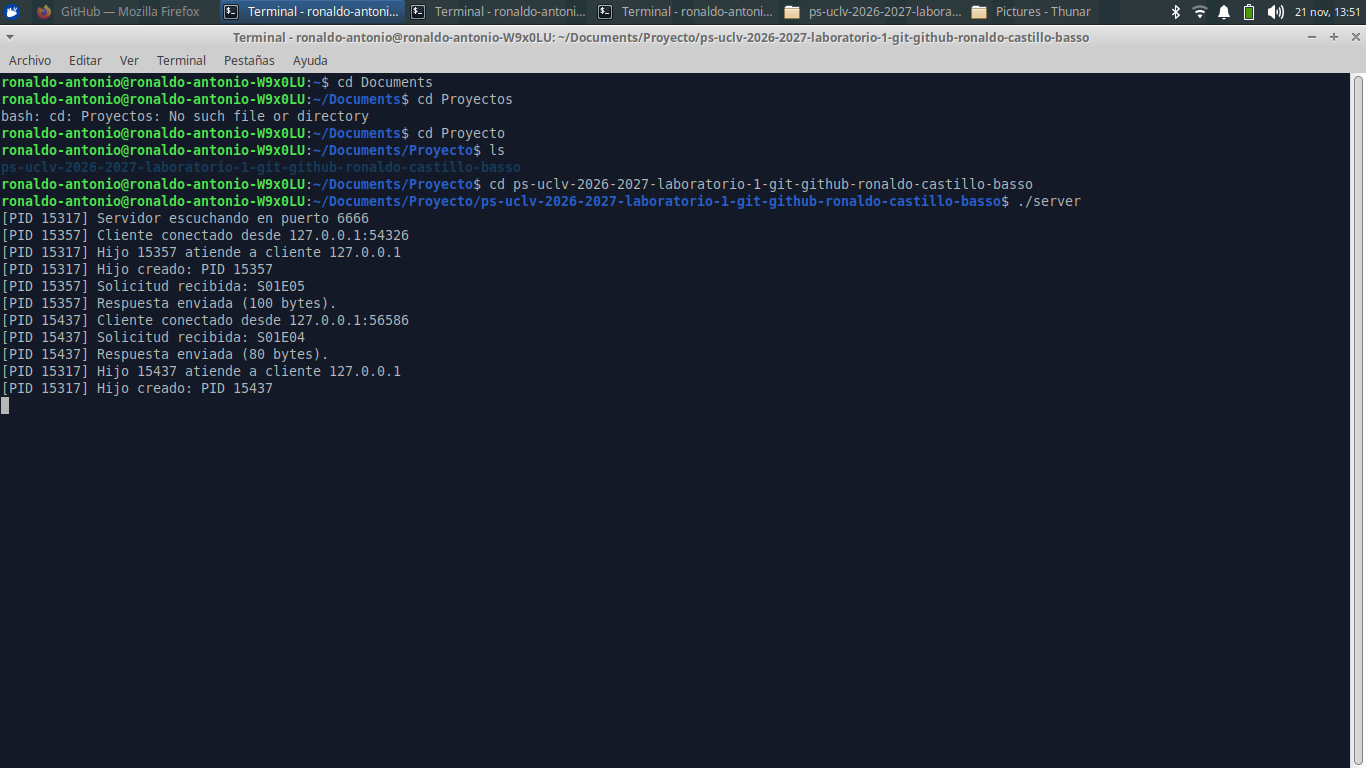 GitHub — Mozilla Firefox
Terminal - ronaldo-antoni...
Terminal - ronaldo-antoni...
Terminal - ronaldo-antoni...
ps-uclv-2026-2027-labora...
Pictures - Thunar
21 nov, 13:51
Terminal - ronaldo-antonio@ronaldo-antonio-W9x0LU: ~/Documents/Proyecto/ps-uclv-2026-2027-laboratorio-1-git-github-ronaldo-castillo-basso
Archivo Editar Ver Terminal Pestañas Ayuda
ronaldo-antonio@ronaldo-antonio-W9x0LU:~$ cd Documents
ronaldo-antonio@ronaldo-antonio-W9x0LU:~/Documents$ cd Proyectos
bash: cd: Proyectos: No such file or directory
ronaldo-antonio@ronaldo-antonio-W9x0LU:~/Documents$ cd Proyecto
ronaldo-antonio@ronaldo-antonio-W9x0LU:~/Documents/Proyecto$ ls
ps-uclv-2026-2027-laboratorio-1-git-github-ronaldo-castillo-basso
ronaldo-antonio@ronaldo-antonio-W9x0LU:~/Documents/Proyecto$ cd ps-uclv-2026-2027-laboratorio-1-git-github-ronaldo-castillo-basso
ronaldo-antonio@ronaldo-antonio-W9x0LU:~/Documents/Proyecto/ps-uclv-2026-2027-laboratorio-1-git-github-ronaldo-castillo-basso$ ./server
[PID 15317] Servidor escuchando en puerto 6666
[PID 15357] Cliente conectado desde 127.0.0.1:54326
[PID 15317] Hijo 15357 atiende a cliente 127.0.0.1
[PID 15317] Hijo creado: PID 15357
[PID 15357] Solicitud recibida: S01E05
[PID 15357] Respuesta enviada (100 bytes).
[PID 15437] Cliente conectado desde 127.0.0.1:56586
[PID 15437] Solicitud recibida: S01E04
[PID 15437] Respuesta enviada (80 bytes).
[PID 15317] Hijo 15437 atiende a cliente 127.0.0.1
[PID 15317] Hijo creado: PID 15437